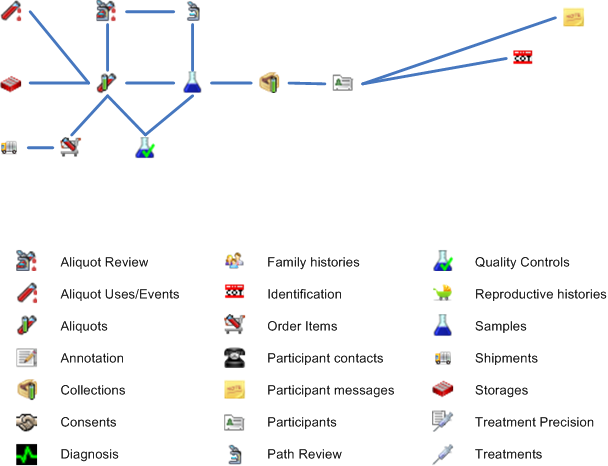 Aliquot Review
Family histories
Quality Controls
Aliquot Uses/Events
Identification
Reproductive histories
Aliquots
Order Items
Samples
Annotation
Participant contacts
Shipments
Collections
Participant messages
Storages
Consents
Participants
Treatment Precision
Diagnosis
Path Review
Treatments